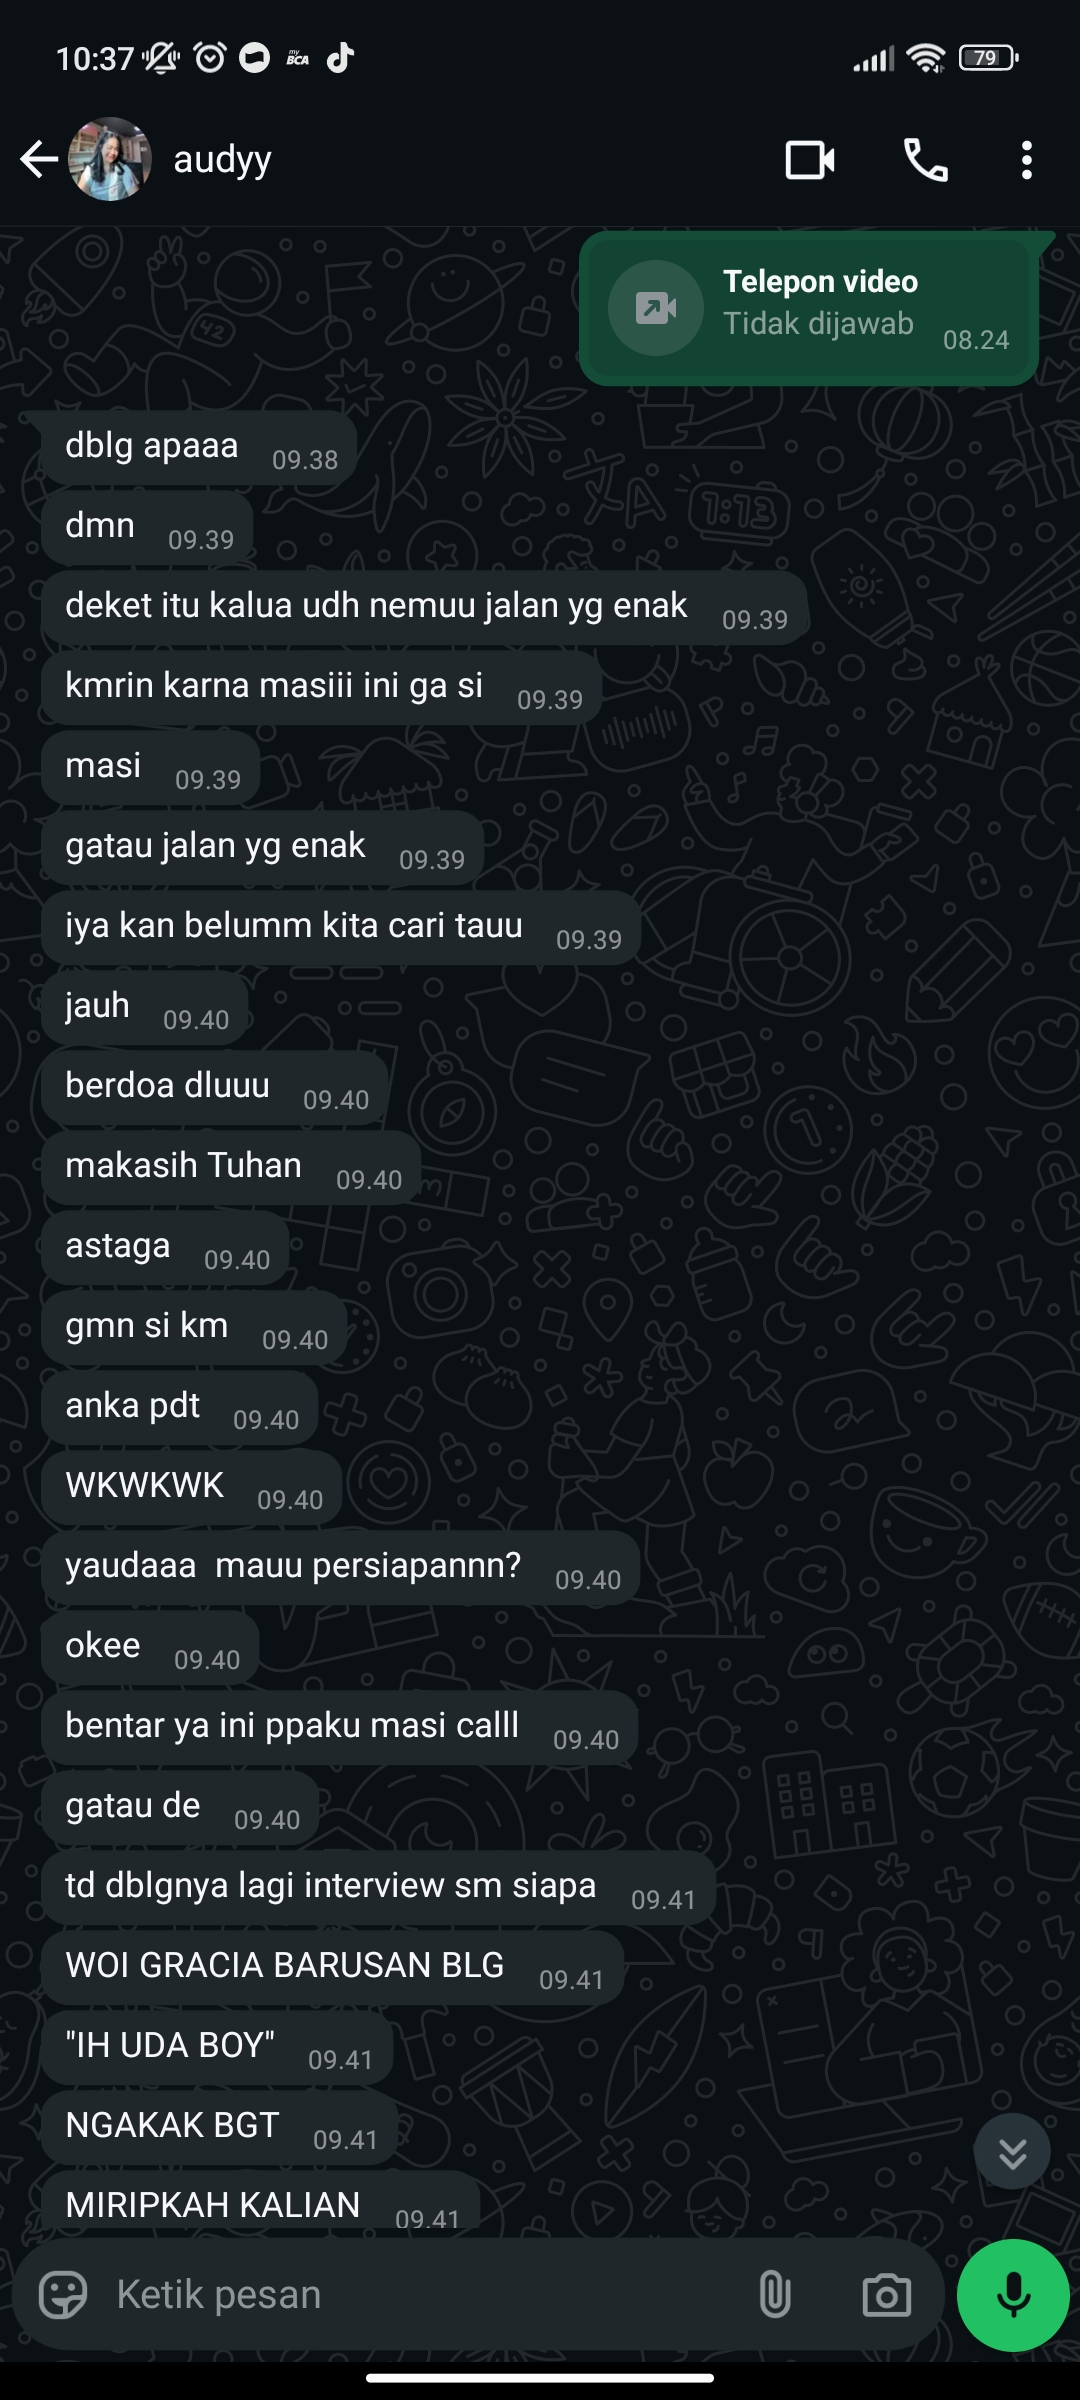 10:37
my
BCA
79
audyy
Telepon video
Tidak dijawab 08.24
dblg apaaa 09.38
dmn 09.39
deket itu kalua udh nemuu jalan yg enak 09.39
kmrin karna masiii ini ga si 09.39
masi 09.39
gatau jalan yg enak 09.39
iya kan belumm kita cari tauu 09.39
jauh 09.40
berdoa dluuu 09.40
makasih Tuhan 09.40
astaga 09.40
gmn si km 09.40
anka pdt 09.40
WKWKWK 09.40
yaudaaa  mauu persiapannn? 09.40
okee 09.40
bentar ya ini ppaku masi calll 09.40
gatau de 09.40
td dblgnya lagi interview sm siapa 09.41
WOI GRACIA BARUSAN BLG 09.41
"IH UDA BOY" 09.41
NGAKAK BGT 09.41
MIRIPKAH KALIAN 09.41
Ketik pesan